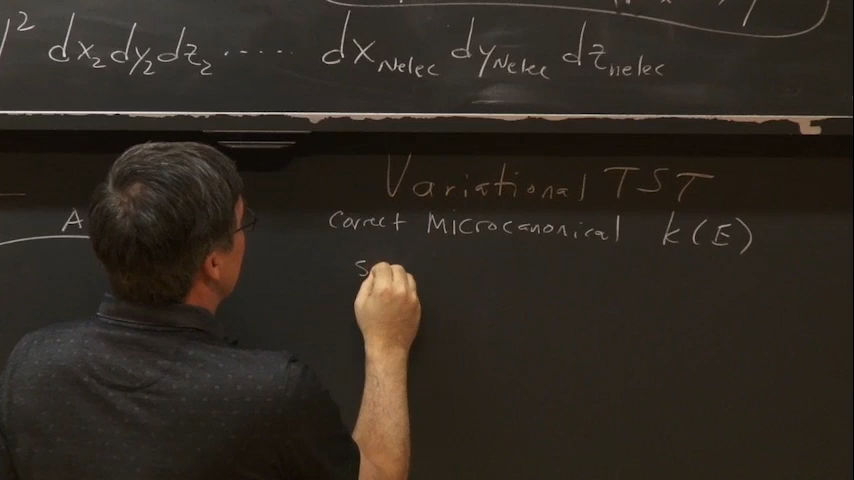 |² dx₂dy₂dz₂ ...... dx_Nelec dy_Nelec dz_nelec
Variational TST
A
correct Microcanonical k(E)
s